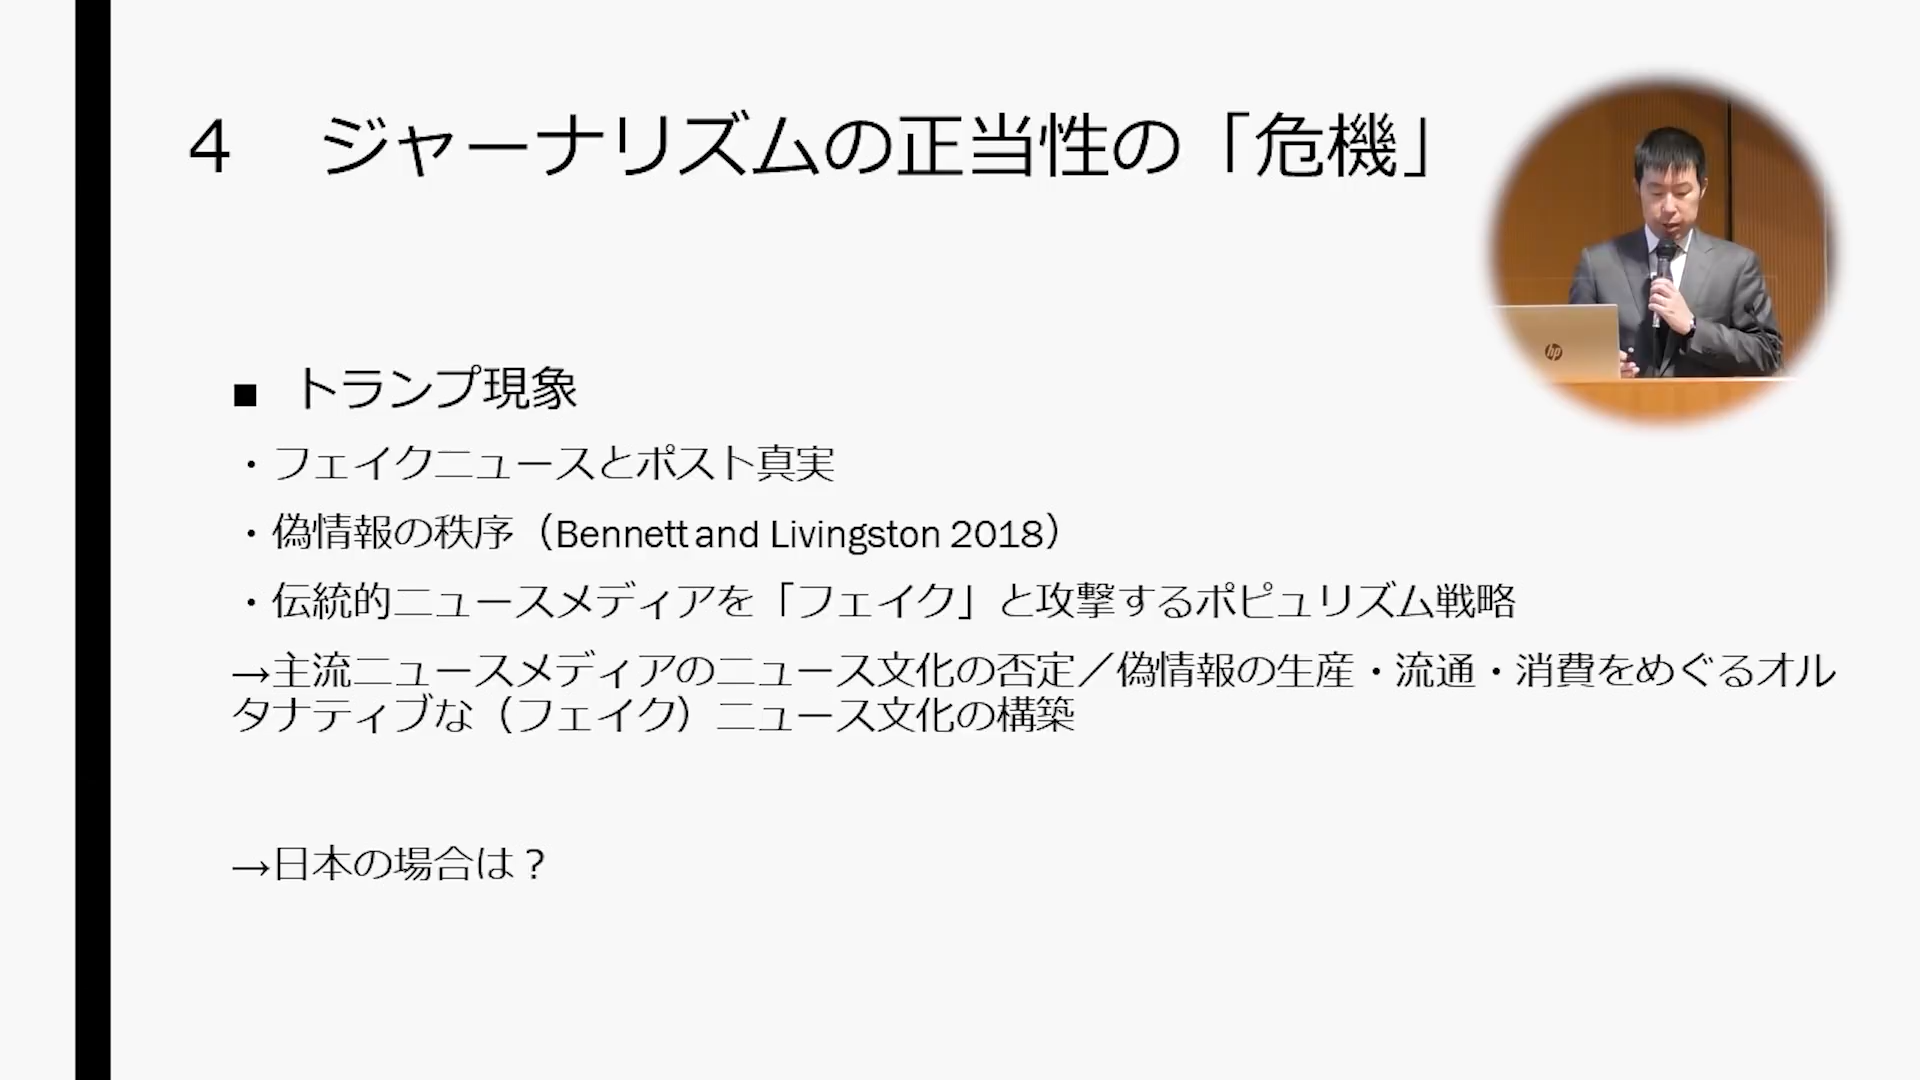 ４　ジャーナリズムの正当性の「危機」
■ トランプ現象
・フェイクニュースとポスト真実
・偽情報の秩序（Bennett and Livingston 2018）
・伝統的ニュースメディアを「フェイク」と攻撃するポピュリズム戦略
→主流ニュースメディアのニュース文化の否定／偽情報の生産・流通・消費をめぐるオル
タナティブな（フェイク）ニュース文化の構築
→日本の場合は？
hp